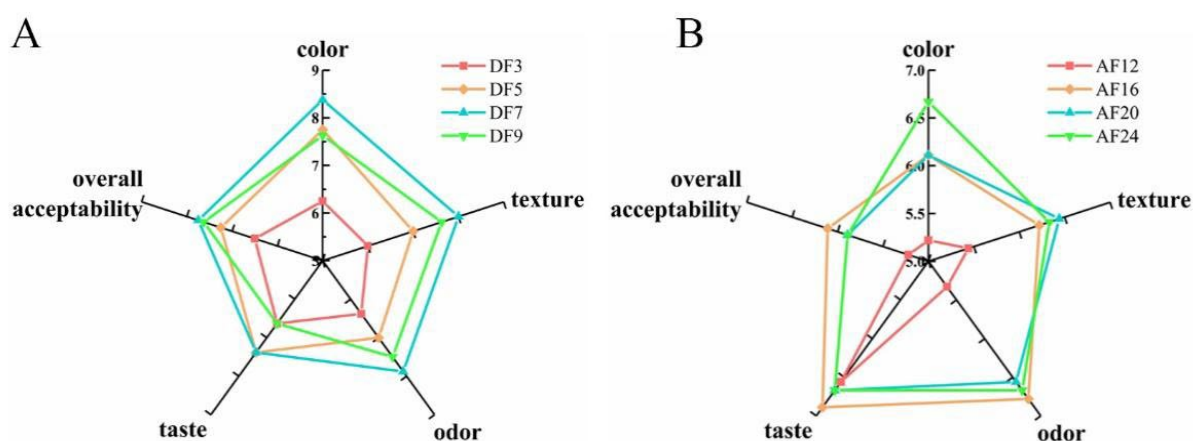 A
color
9
DF3
DF5
DF7
DF9
8
7
6
5
texture
odor
taste
overall
acceptability
B
color
7.0
AF12
AF16
AF20
AF24
6.5
6.0
5.5
5.0
texture
odor
taste
overall
acceptability